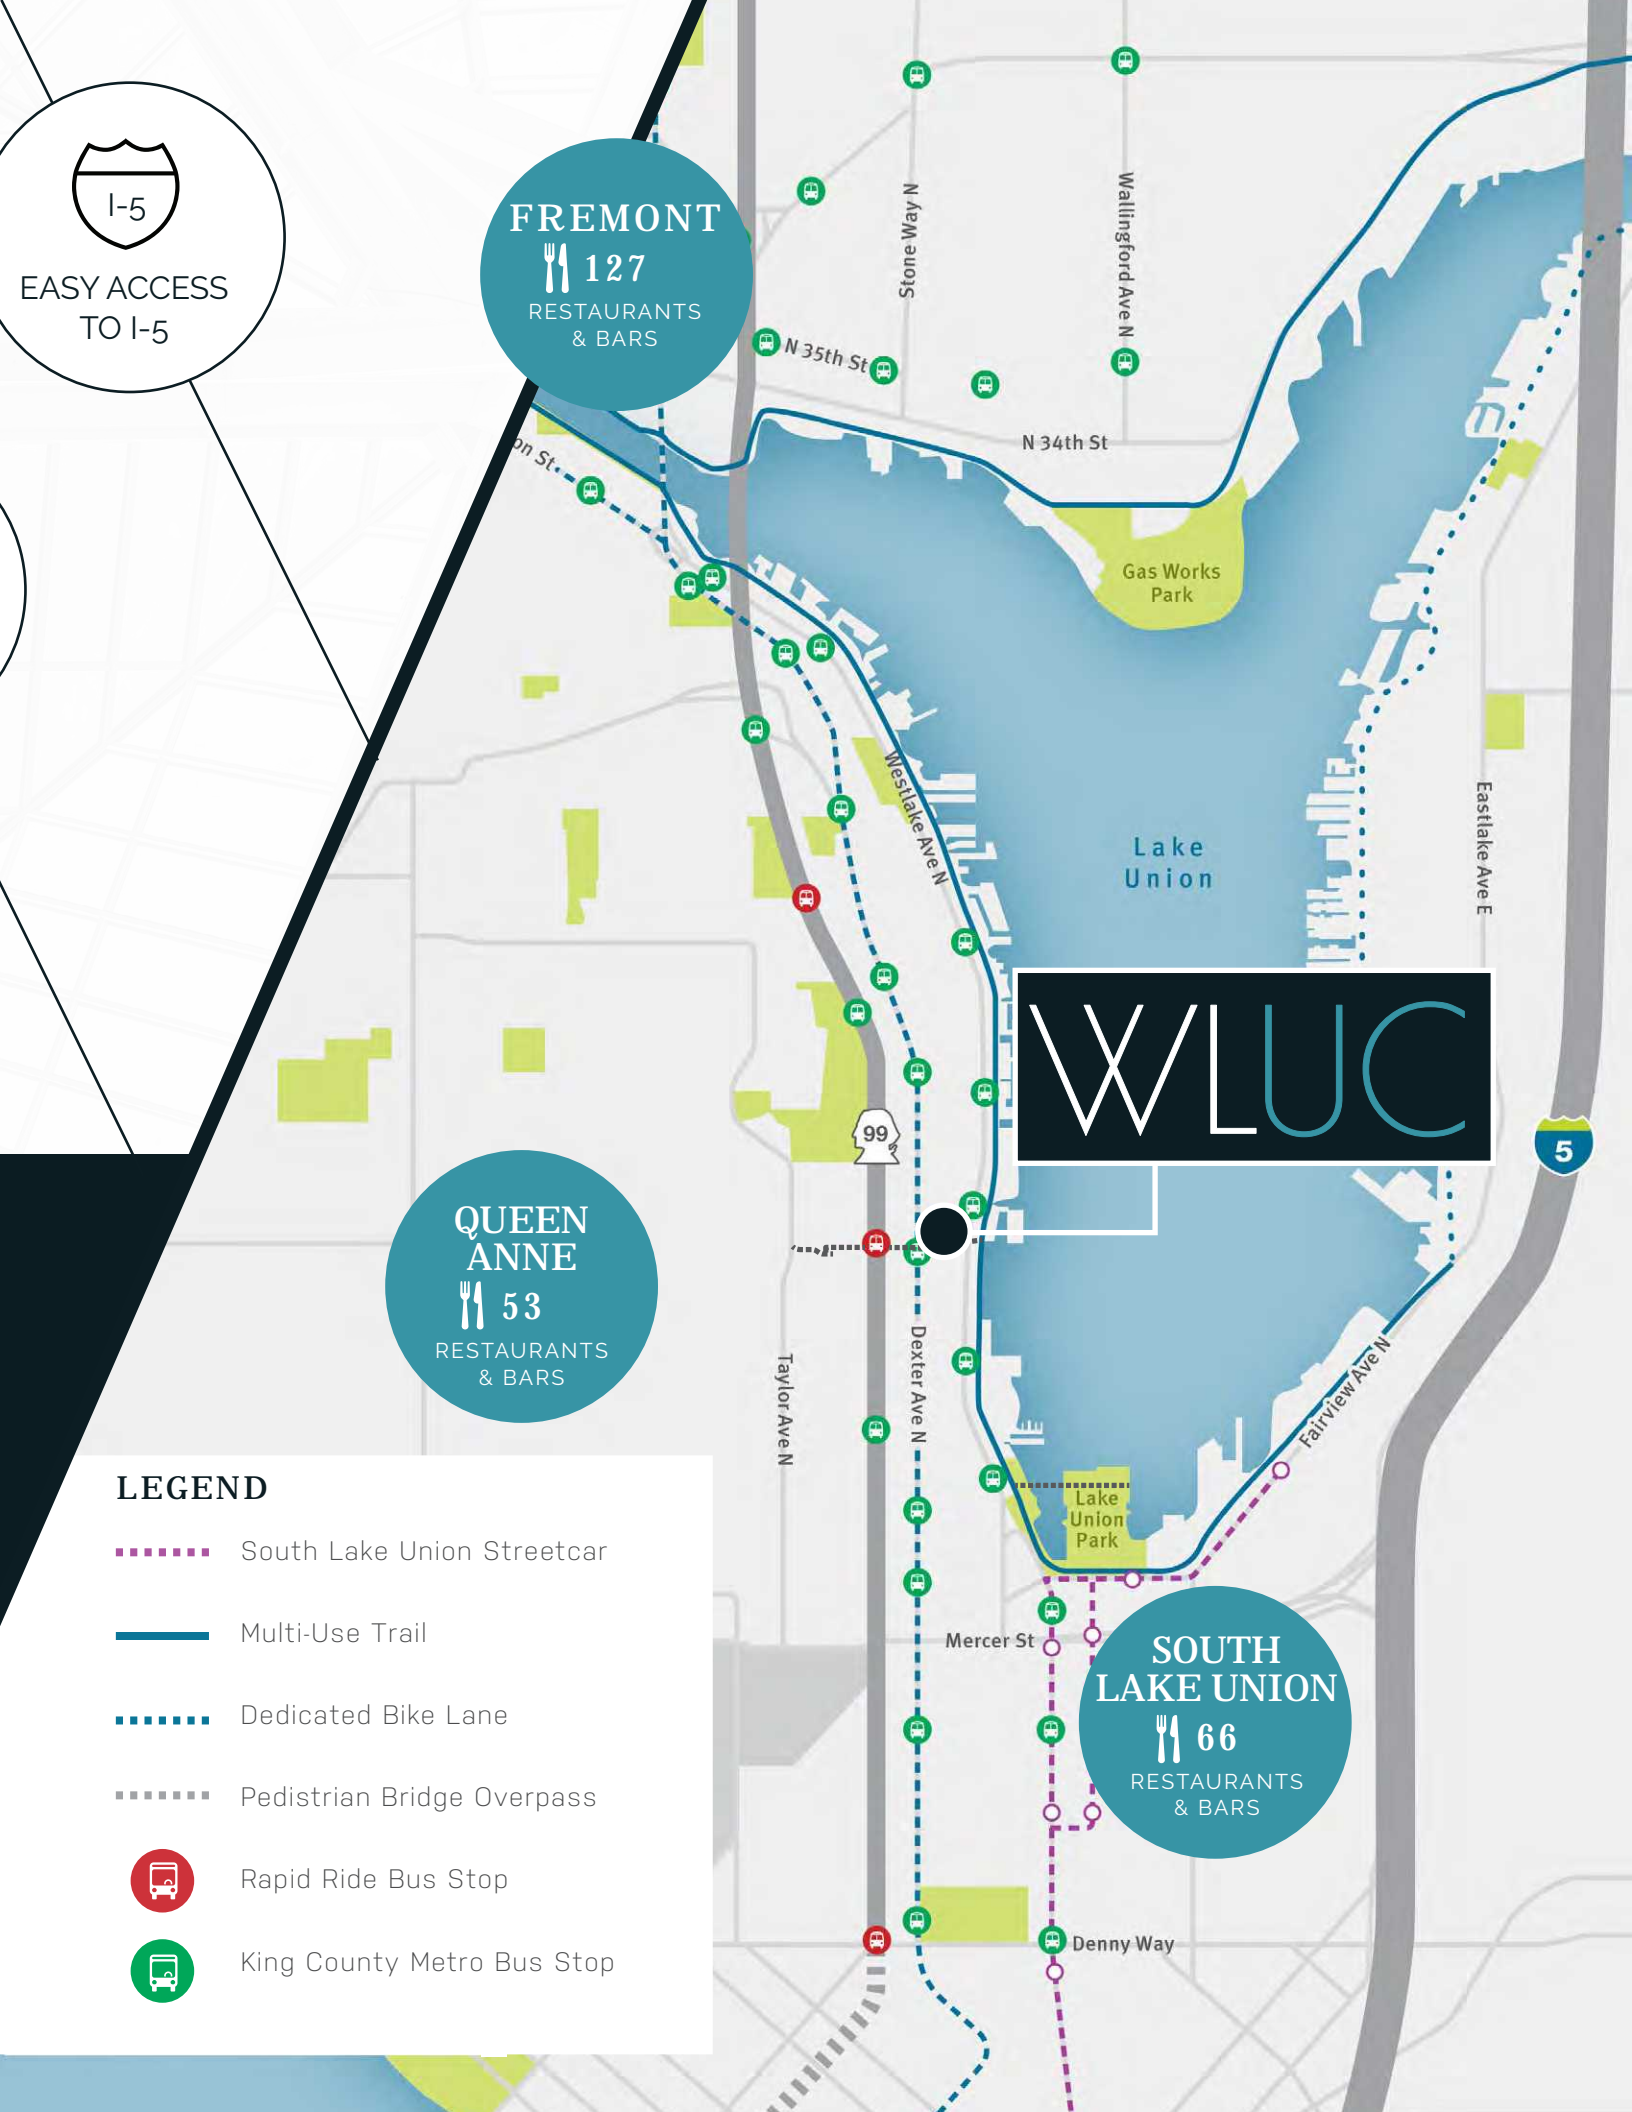 I-5
EASY ACCESS
TO I-5
FREMONT
127
RESTAURANTS
& BARS
Stone Way N
Wallingford Ave N
N 35th St
N 34th St
on St
Gas Works
Park
Westlake Ave N
Lake
Union
Eastlake Ave E
WLUC
99
5
QUEEN
ANNE
53
RESTAURANTS
& BARS
Taylor Ave N
Dexter Ave N
Fairview Ave N
Lake
Union
Park
Mercer St
SOUTH
LAKE UNION
66
RESTAURANTS
& BARS
Denny Way
LEGEND
South Lake Union Streetcar
Multi-Use Trail
Dedicated Bike Lane
Pedistrian Bridge Overpass
Rapid Ride Bus Stop
King County Metro Bus Stop